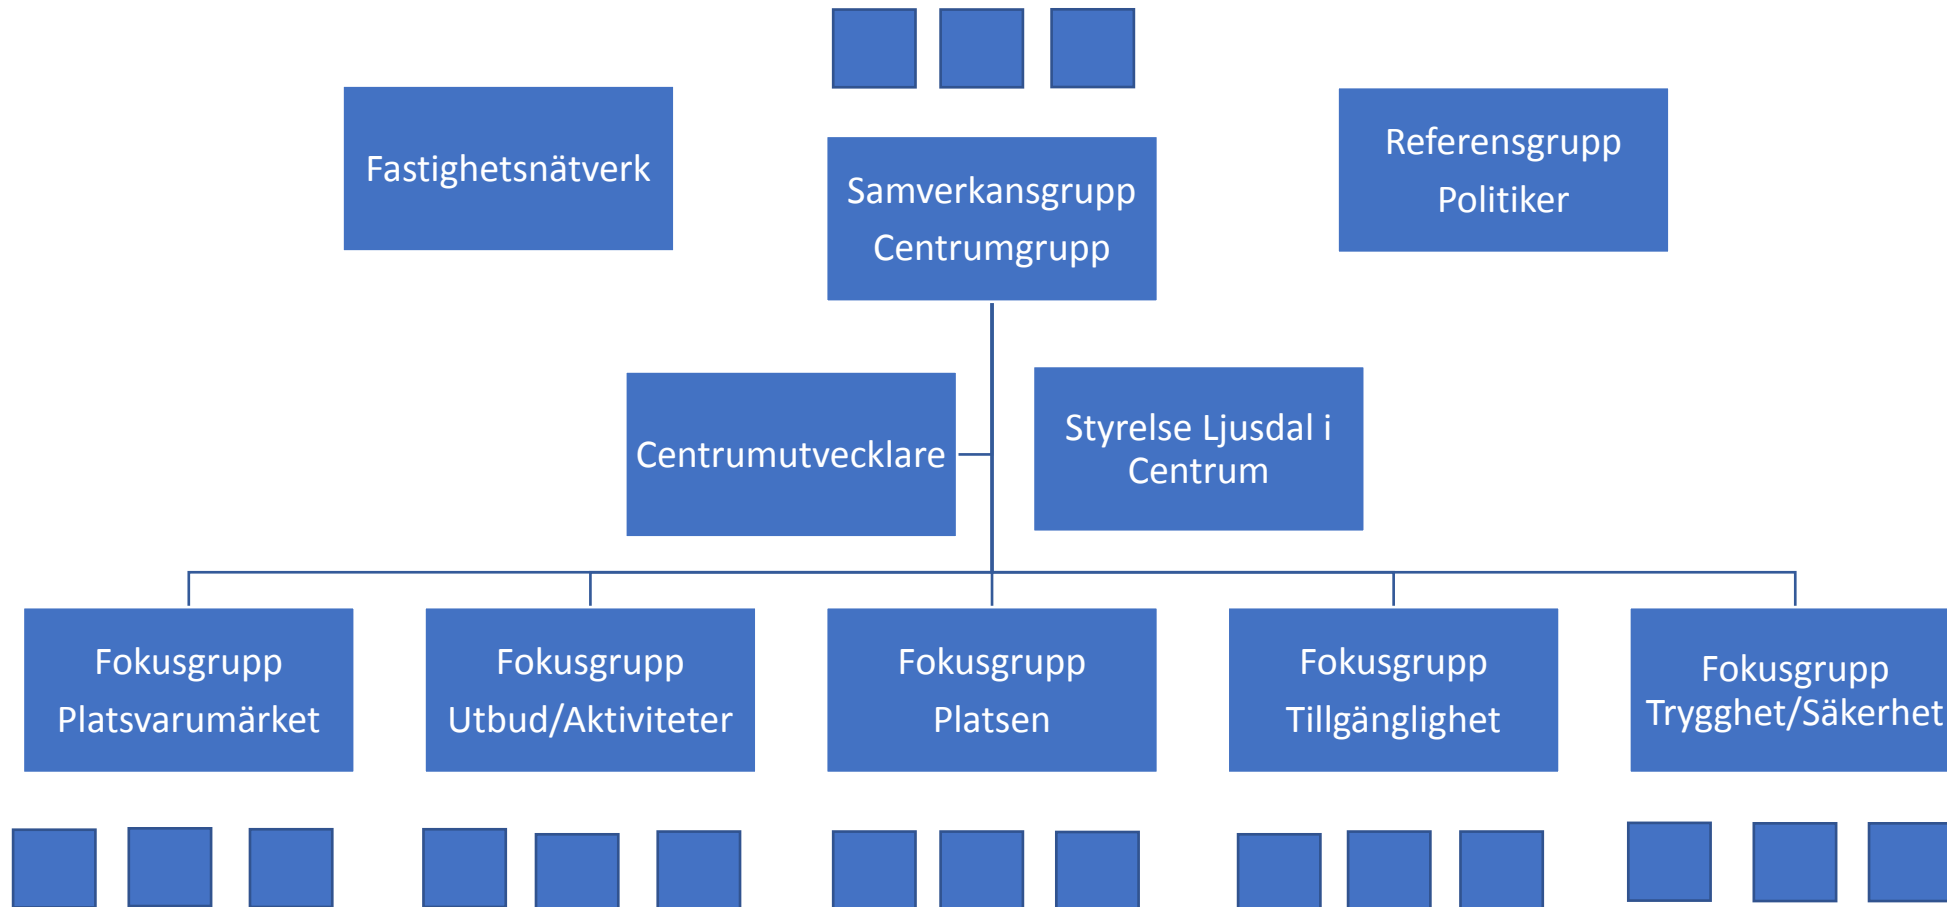 Fastighetsnätverk
Samverkansgrupp
Centrumgrupp
Referensgrupp
Politiker
Centrumutvecklare
Styrelse Ljusdal i
Centrum
Fokusgrupp
Platsvarumärket
Fokusgrupp
Utbud/Aktiviteter
Fokusgrupp
Platsen
Fokusgrupp
Tillgänglighet
Fokusgrupp
Trygghet/Säkerhet